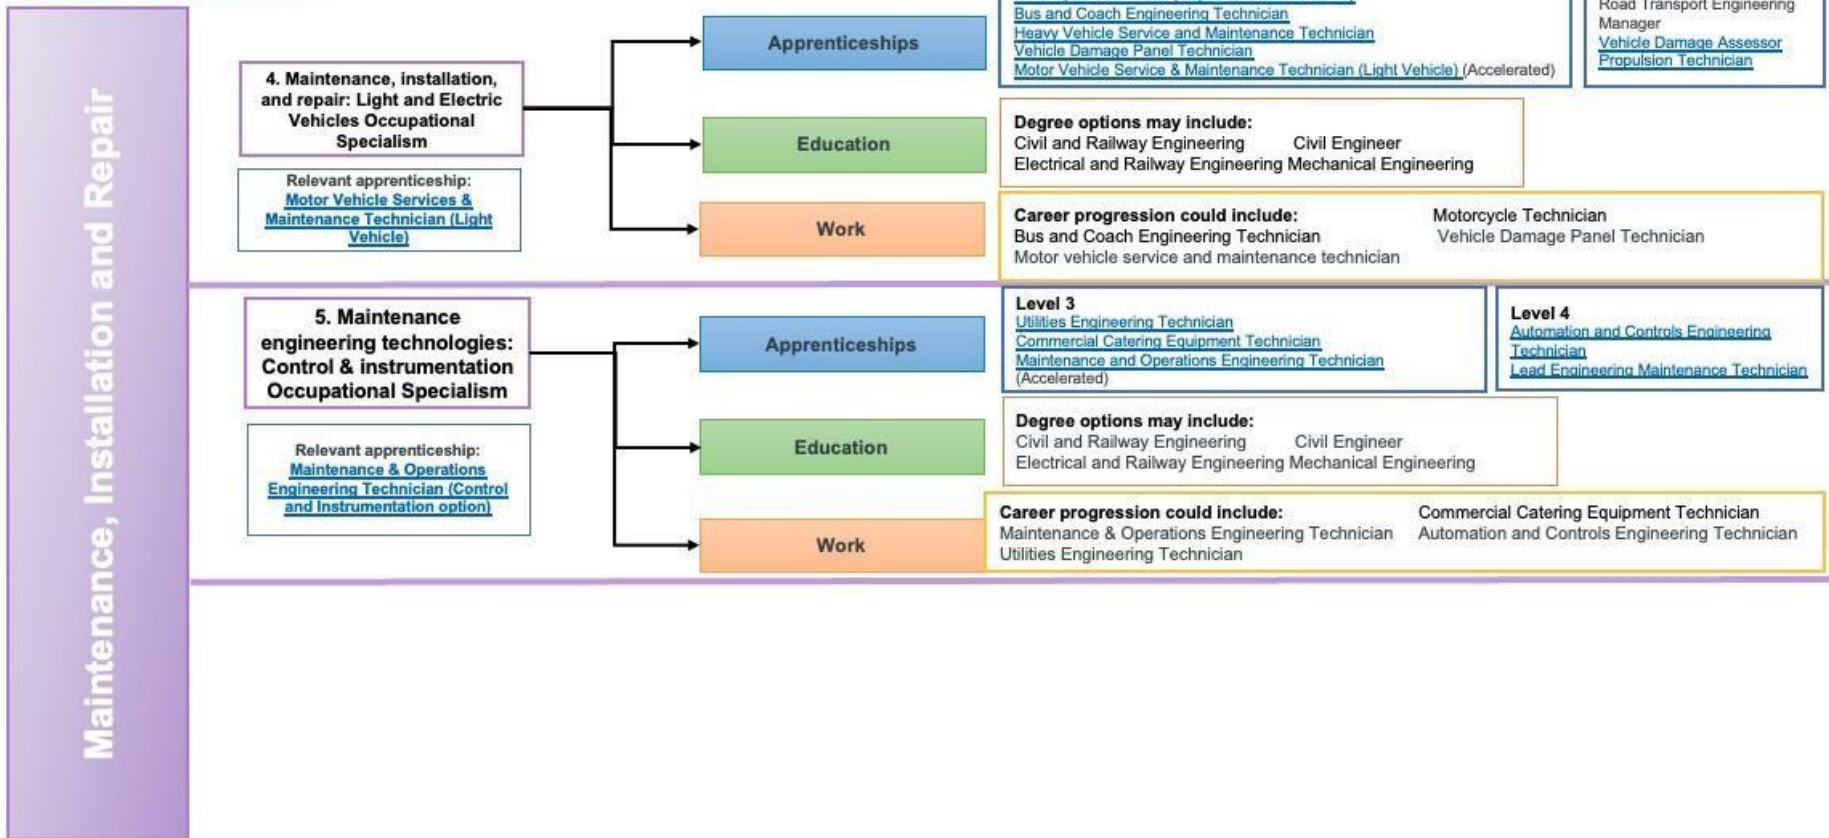 Maintenance, Installation and Repair
4. Maintenance, installation,
and repair: Light and Electric
Vehicles Occupational
Specialism
Relevant apprenticeship:
Motor Vehicle Services &
Maintenance Technician (Light
Vehicle)
Apprenticeships
Bus and Coach Engineering Technician
Heavy Vehicle Service and Maintenance Technician
Vehicle Damage Panel Technician
Motor Vehicle Service & Maintenance Technician (Light Vehicle) (Accelerated)
Road Transport Engineering
Manager
Vehicle Damage Assessor
Propulsion Technician
Education
Degree options may include:
Civil and Railway Engineering Civil Engineer
Electrical and Railway Engineering Mechanical Engineering
Work
Career progression could include: Motorcycle Technician
Bus and Coach Engineering Technician Vehicle Damage Panel Technician
Motor vehicle service and maintenance technician
5. Maintenance
engineering technologies:
Control & instrumentation
Occupational Specialism
Relevant apprenticeship:
Maintenance & Operations
Engineering Technician (Control
and Instrumentation option)
Apprenticeships
Level 3
Utilities Engineering Technician
Commercial Catering Equipment Technician
Maintenance and Operations Engineering Technician
(Accelerated)
Level 4
Automation and Controls Engineering
Technician
Lead Engineering Maintenance Technician
Education
Degree options may include:
Civil and Railway Engineering Civil Engineer
Electrical and Railway Engineering Mechanical Engineering
Work
Career progression could include: Commercial Catering Equipment Technician
Maintenance & Operations Engineering Technician Automation and Controls Engineering Technician
Utilities Engineering Technician